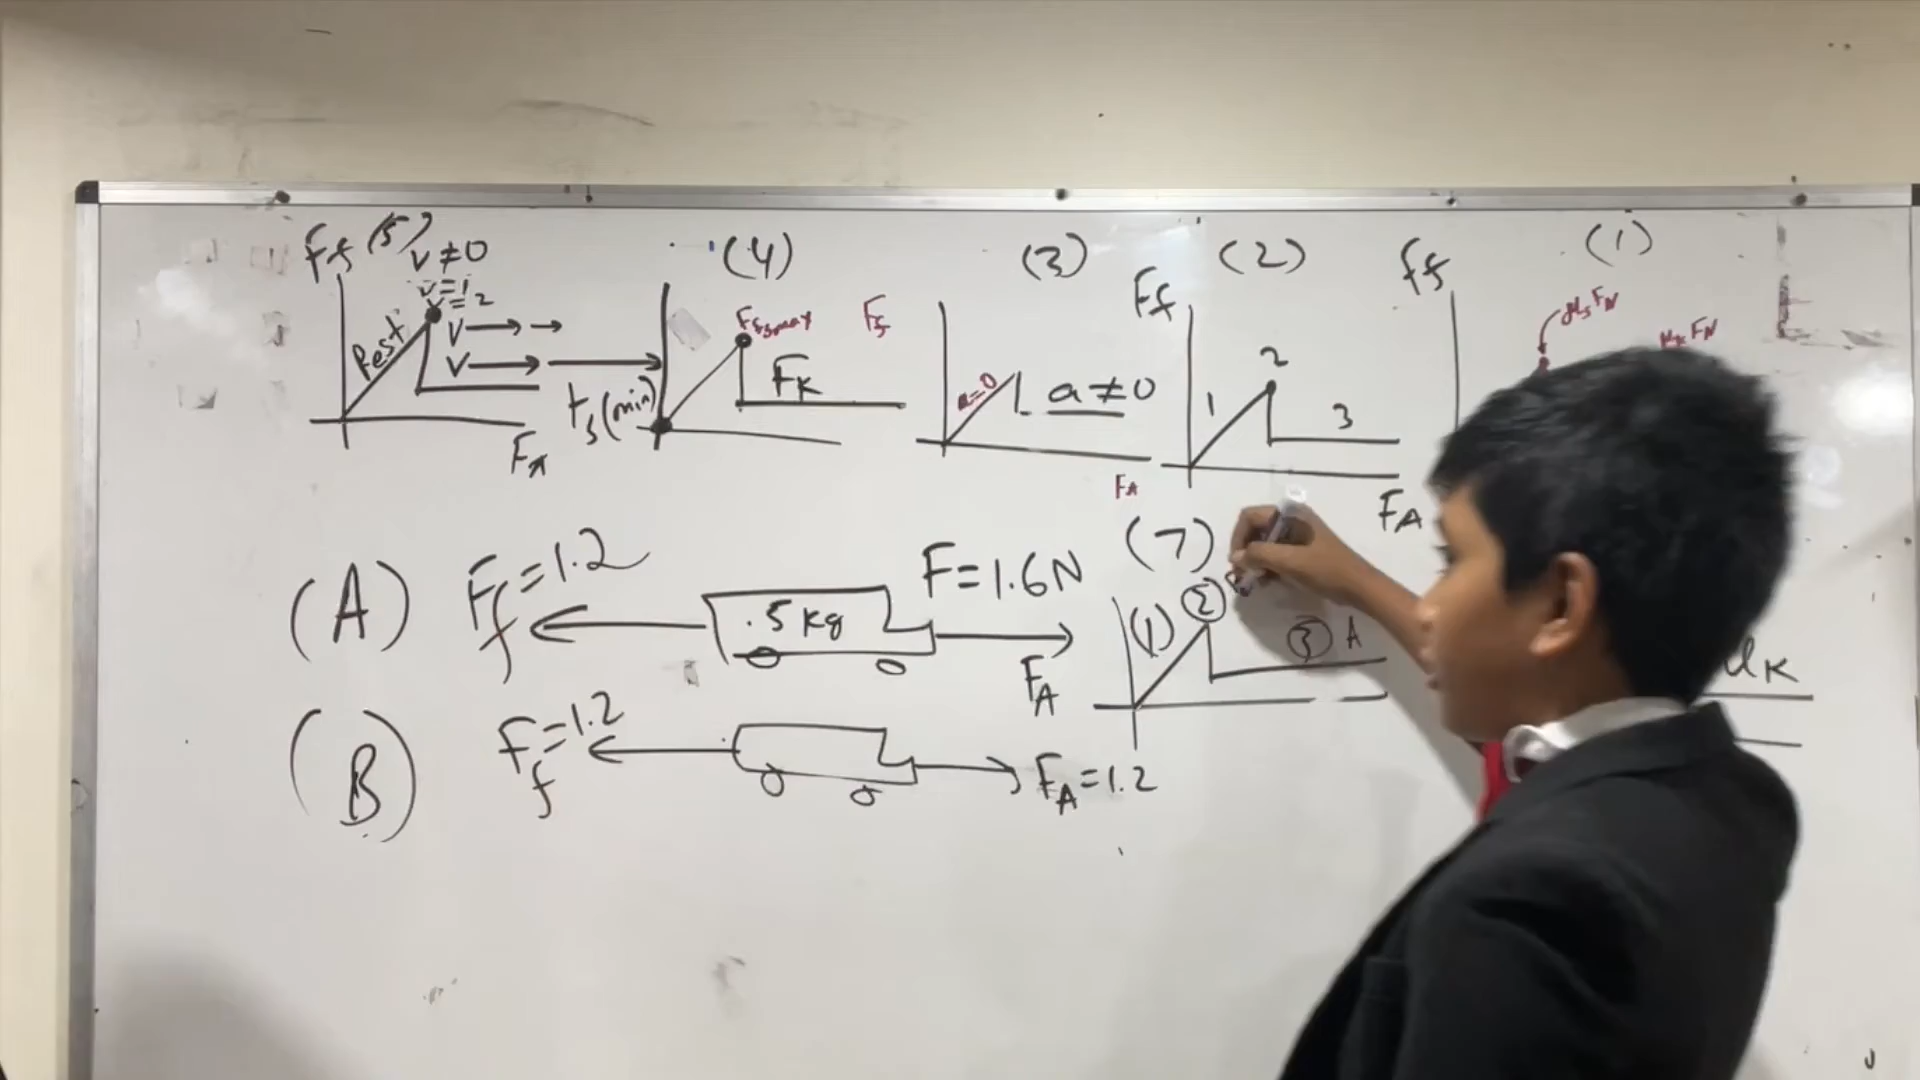 Ff (5)
v≠0
v=1
v=2
V
V
Rest
FA
(4)
Ffsmax
Ff
FK
fs(min)
(3)
a=0
a≠0
FA
(2)
Ff
1
2
3
FA
(1)
Ff
μsFN
μkFN
(A)
Ff=1.2
.5 kg
F=1.6N
FA
(7)
(1)
②
③ A
μK
(B)
Ff=1.2
FA=1.2